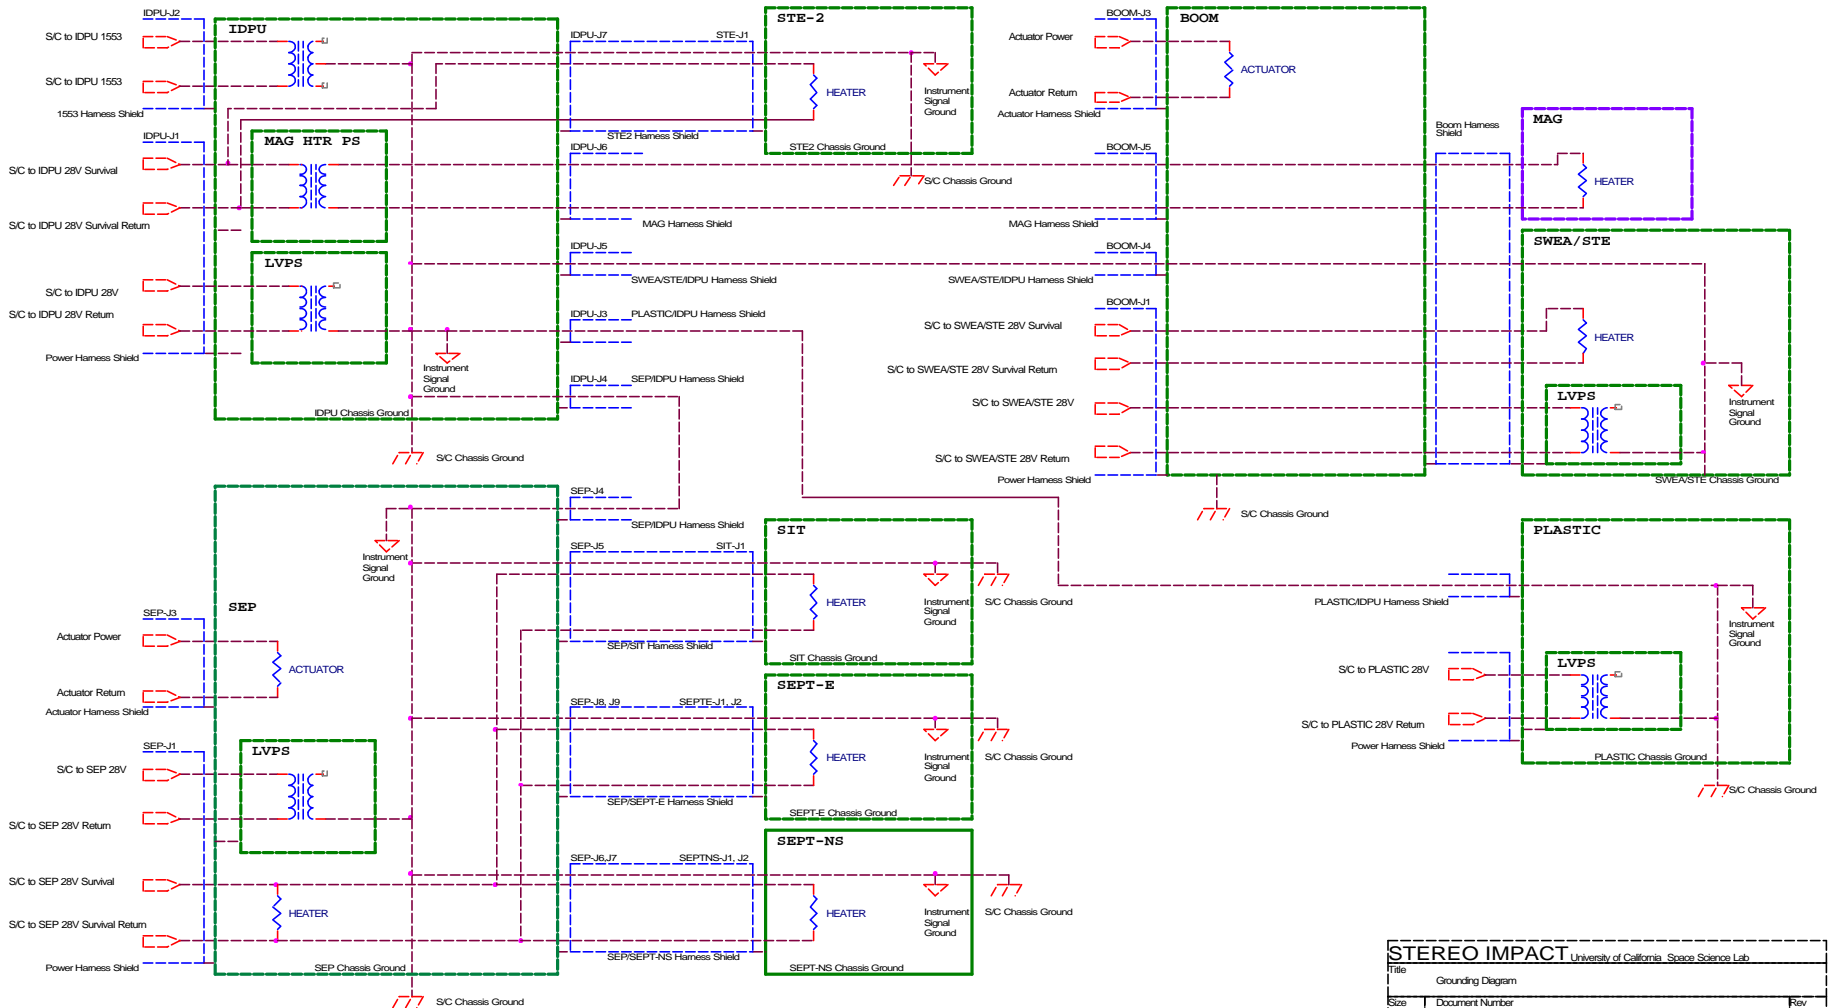 IDPU-J2
IDPU
S/C to IDPU 1553
S/C to IDPU 1553
1553 Harness Shield
IDPU-J1
MAG HTR PS
S/C to IDPU 28V Survival
S/C to IDPU 28V Survival Return
LVPS
S/C to IDPU 28V
S/C to IDPU 28V Return
Power Harness Shield
Instrument
Signal
Ground
IDPU Chassis Ground
S/C Chassis Ground
IDPU-J7
STE-J1
STE2 Harness Shield
IDPU-J6
MAG Harness Shield
IDPU-J5
SWEA/STE/IDPU Harness Shield
IDPU-J3
PLASTIC/IDPU Harness Shield
IDPU-J4
SEP/IDPU Harness Shield
STE-2
HEATER
Instrument
Signal
Ground
STE2 Chassis Ground
S/C Chassis Ground
BOOM-J3
BOOM
Actuator Power
ACTUATOR
Actuator Return
Actuator Harness Shield
BOOM-J5
MAG Harness Shield
BOOM-J4
SWEA/STE/IDPU Harness Shield
BOOM-J1
S/C to SWEA/STE 28V Survival
S/C to SWEA/STE 28V Survival Return
S/C to SWEA/STE 28V
S/C to SWEA/STE 28V Return
Power Harness Shield
S/C Chassis Ground
Boom Harness
Shield
MAG
HEATER
SWEA/STE
HEATER
LVPS
Instrument
Signal
Ground
SWEA/STE Chassis Ground
SEP-J4
SEP/IDPU Harness Shield
Instrument
Signal
Ground
SEP
SEP-J3
Actuator Power
ACTUATOR
Actuator Return
Actuator Harness Shield
SEP-J1
LVPS
S/C to SEP 28V
S/C to SEP 28V Return
S/C to SEP 28V Survival
HEATER
S/C to SEP 28V Survival Return
Power Harness Shield
SEP Chassis Ground
S/C Chassis Ground
SEP-J5
SIT-J1
SEP/SIT Harness Shield
SIT
HEATER
Instrument
Signal
Ground
S/C Chassis Ground
SIT Chassis Ground
SEP-J8, J9
SEPTE-J1, J2
SEP/SEPT-E Harness Shield
SEPT-E
HEATER
Instrument
Signal
Ground
S/C Chassis Ground
SEPT-E Chassis Ground
SEP-J6,J7
SEPTNS-J1, J2
SEP/SEPT-NS Harness Shield
SEPT-NS
HEATER
Instrument
Signal
Ground
S/C Chassis Ground
SEPT-NS Chassis Ground
PLASTIC
PLASTIC/IDPU Harness Shield
Instrument
Signal
Ground
S/C to PLASTIC 28V
LVPS
S/C to PLASTIC 28V Return
Power Harness Shield
PLASTIC Chassis Ground
S/C Chassis Ground
STEREO IMPACT University of California Space Science Lab
Title
Grounding Diagram
Size Document Number Rev